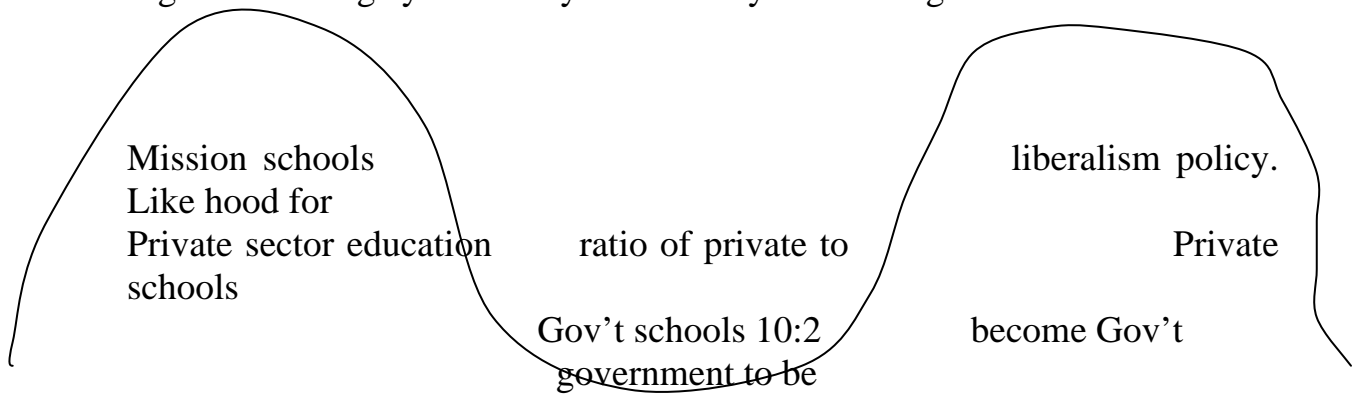 Mission schools liberalism policy.
Like hood for
Private sector education ratio of private to Private
schools
Gov't schools 10:2 become Gov't
government to be